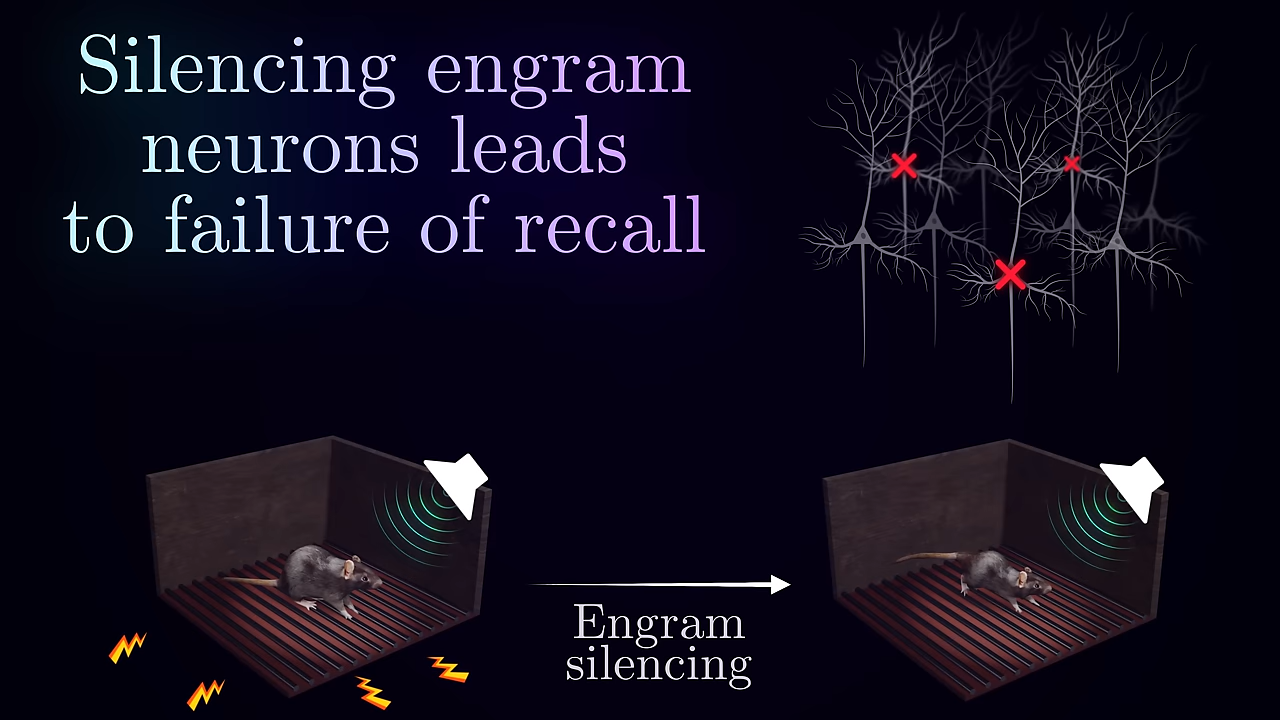 Silencing engram
neurons leads
to failure of recall
Engram
silencing